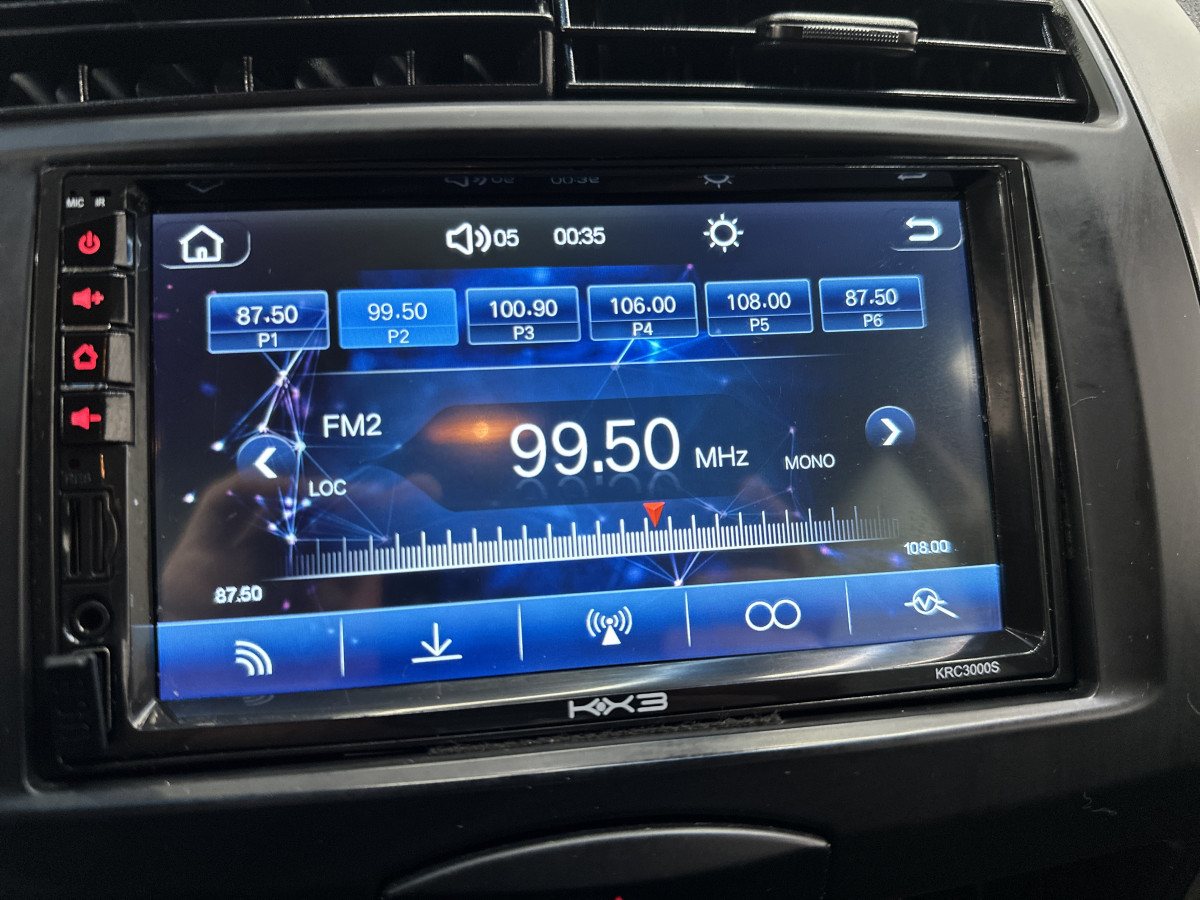 MIC IR
05 00:35
87.50 99.50 100.90 106.00 108.00 87.50
P1 P2 P3 P4 P5 P6
FM2
99.50 MHz
LOC
MONO
87.50
108.00
KRC3000S
KX3